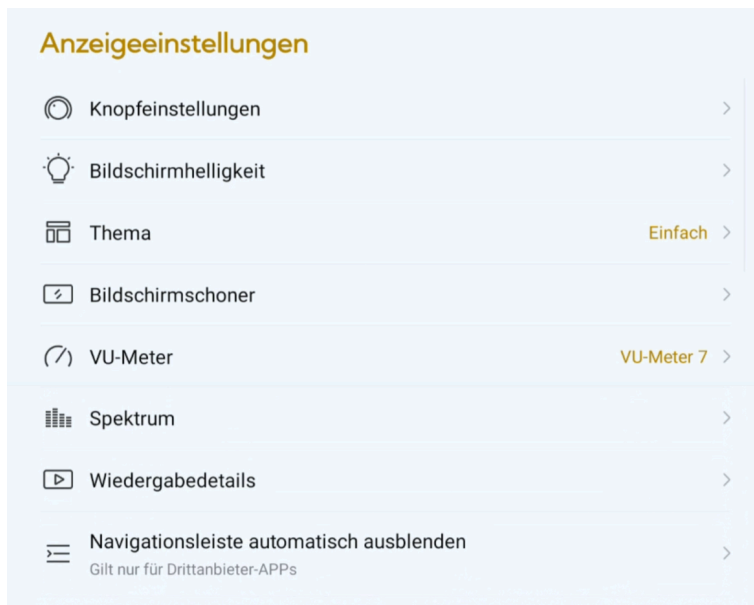 Anzeigeeinstellungen
Knopfeinstellungen
Bildschirmhelligkeit
Thema Einfach
Bildschirmschoner
VU-Meter VU-Meter 7
Spektrum
Wiedergabedetails
Navigationsleiste automatisch ausblenden
Gilt nur für Drittanbieter-APPs